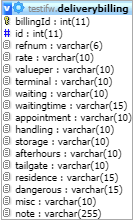 testifw.deliverybilling
billingId : int(11)
id : int(11)
refnum : varchar(6)
rate : varchar(10)
valueper : varchar(10)
terminal : varchar(10)
waiting : varchar(10)
waitingtime : varchar(15)
appointment : varchar(10)
handling : varchar(10)
storage : varchar(10)
afterhours : varchar(10)
tailgate : varchar(10)
residence : varchar(15)
dangerous : varchar(15)
misc : varchar(10)
note : varchar(255)